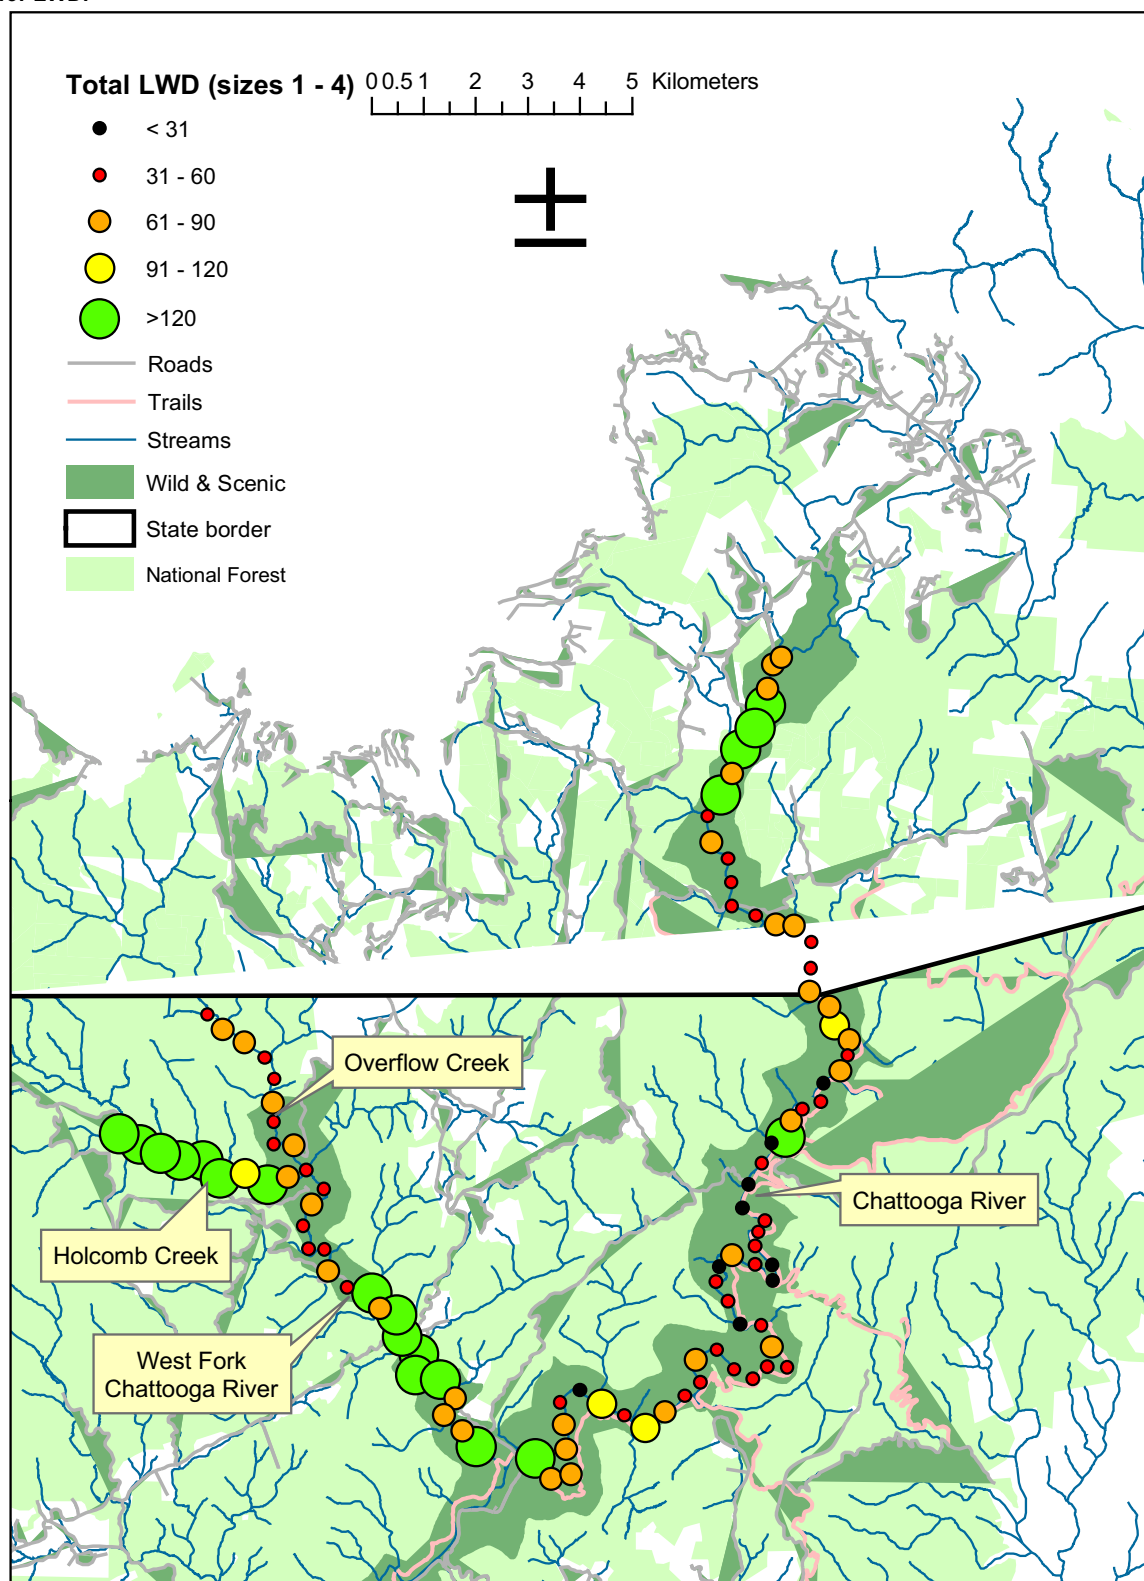 Total LWD (sizes 1 - 4)
0 0.5 1 2 3 4 5 Kilometers
< 31
31 - 60
61 - 90
91 - 120
>120
Roads
Trails
Streams
Wild & Scenic
State border
National Forest
Overflow Creek
Chattooga River
Holcomb Creek
West Fork
Chattooga River